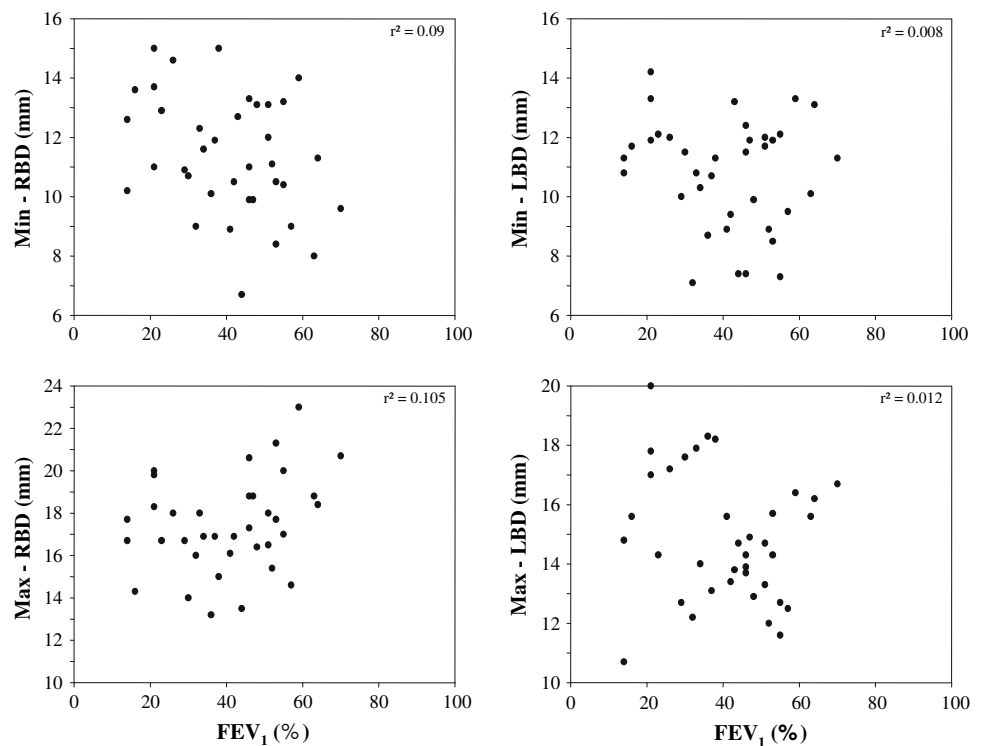 r² = 0.09
Min - RBD (mm)
16
14
12
10
8
6
0 20 40 60 80 100
r² = 0.008
Min - LBD (mm)
16
14
12
10
8
6
0 20 40 60 80 100
r² = 0.105
Max - RBD (mm)
24
22
20
18
16
14
12
10
0 20 40 60 80 100
FEV₁ (%)
r² = 0.012
Max - LBD (mm)
20
18
16
14
12
10
0 20 40 60 80 100
FEV₁ (%)